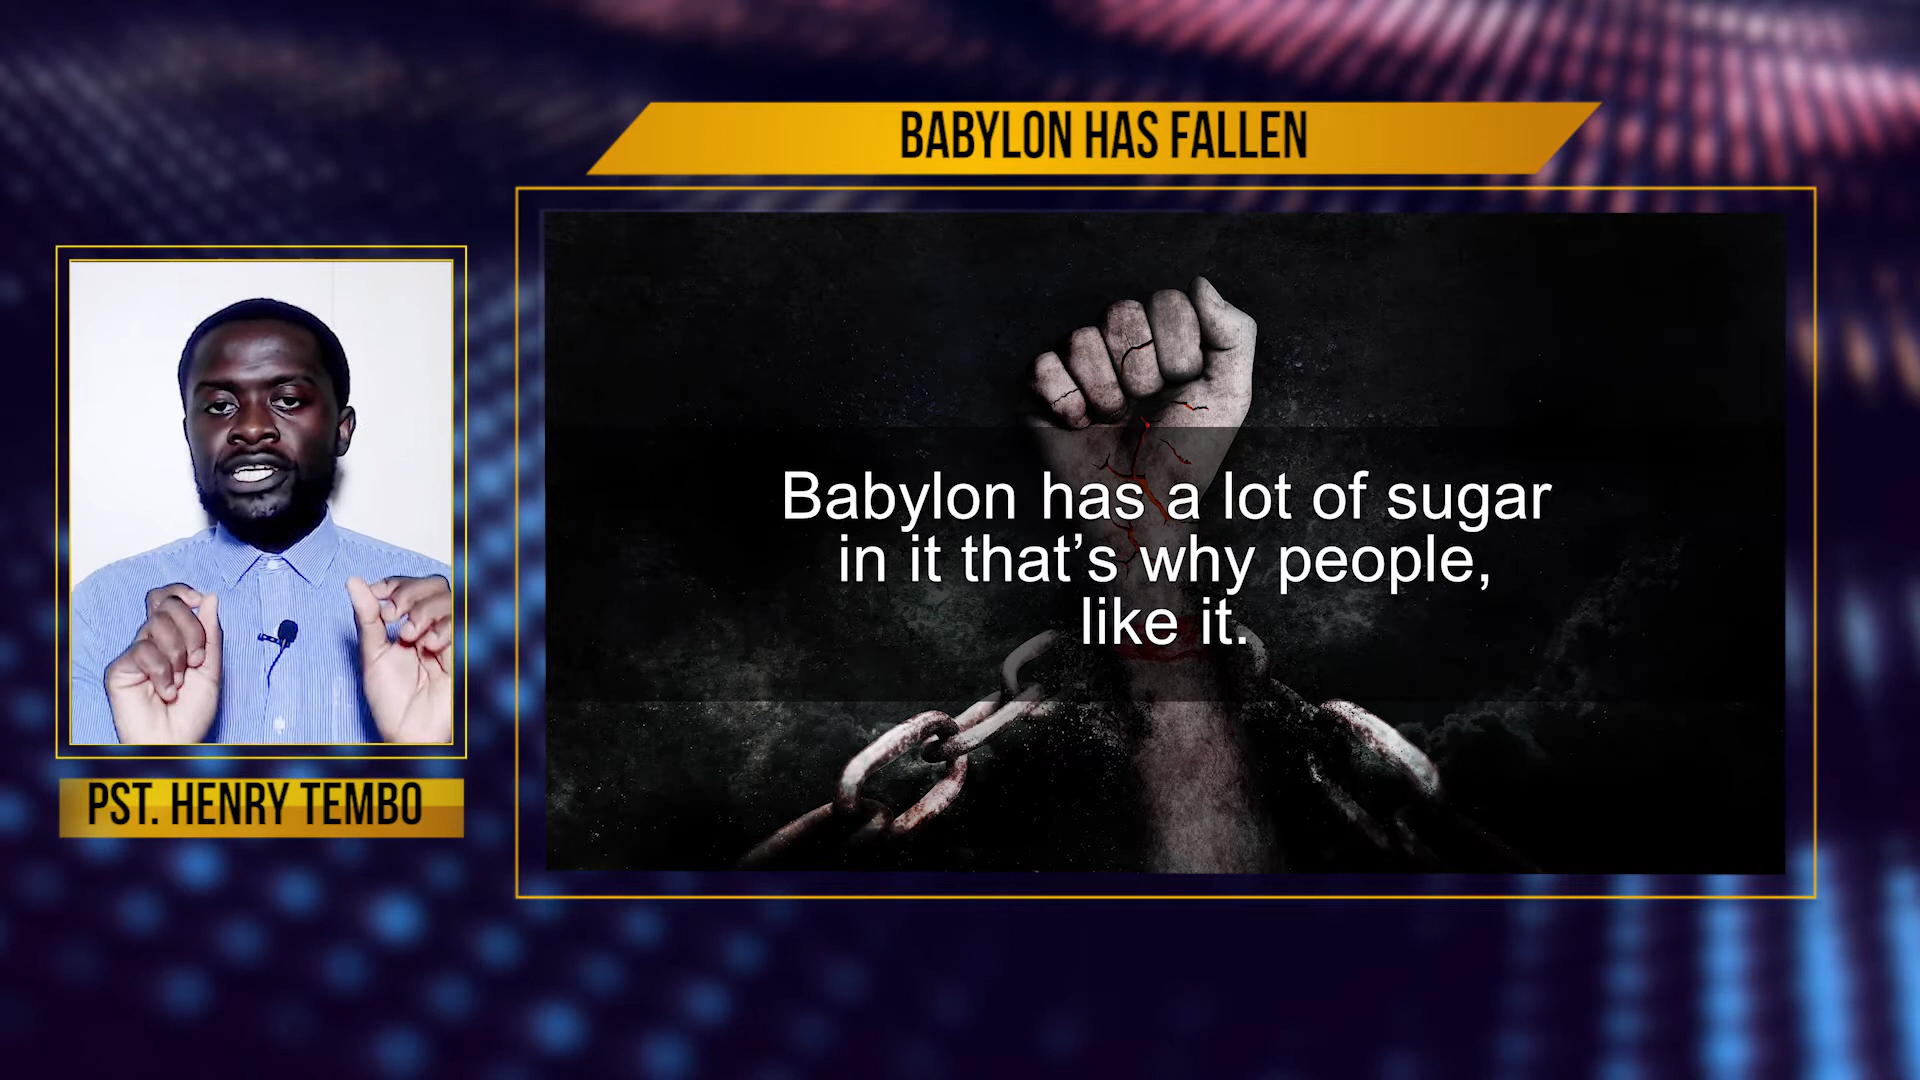 BABYLON HAS FALLEN
Babylon has a lot of sugar
in it that’s why people,
like it.
PST. HENRY TEMBO